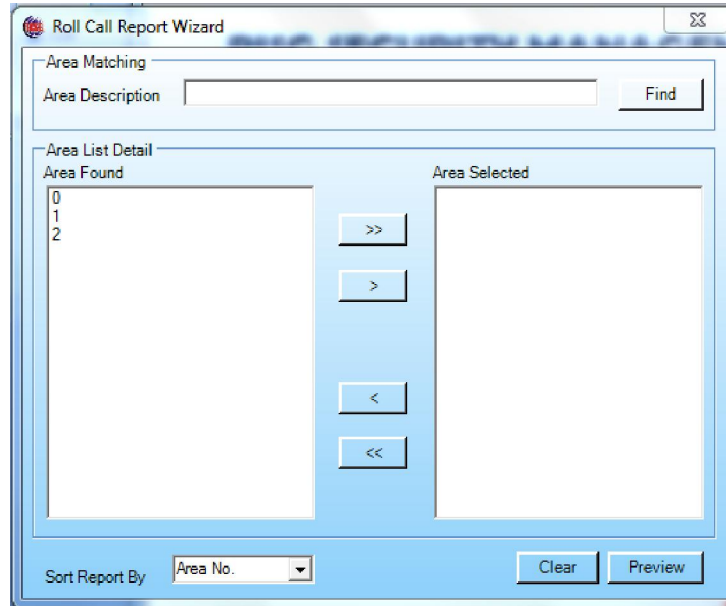 Roll Call Report Wizard
Area Matching
Area Description
Find
Area List Detail
Area Found
Area Selected
0
1
2
>>
>
<
<<
Sort Report By
Area No.
Clear
Preview